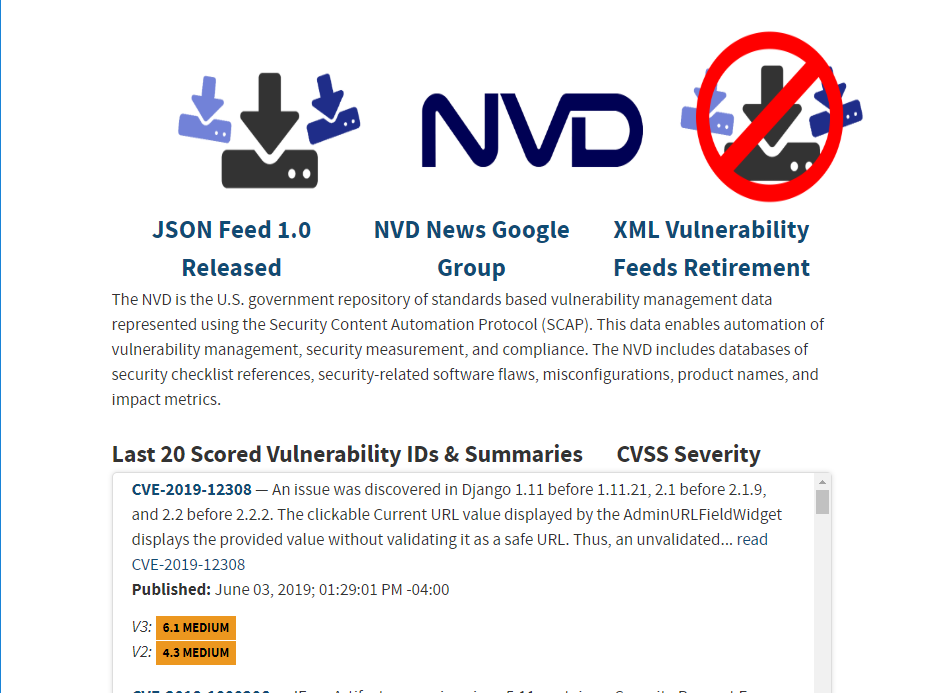 NVD
JSON Feed 1.0
Released
NVD News Google
Group
XML Vulnerability
Feeds Retirement
The NVD is the U.S. government repository of standards based vulnerability management data
represented using the Security Content Automation Protocol (SCAP). This data enables automation of
vulnerability management, security measurement, and compliance. The NVD includes databases of
security checklist references, security-related software flaws, misconfigurations, product names, and
impact metrics.
Last 20 Scored Vulnerability IDs & Summaries CVSS Severity
CVE-2019-12308 — An issue was discovered in Django 1.11 before 1.11.21, 2.1 before 2.1.9,
and 2.2 before 2.2.2. The clickable Current URL value displayed by the AdminURLFieldWidget
displays the provided value without validating it as a safe URL. Thus, an unvalidated... read
CVE-2019-12308
Published: June 03, 2019; 01:29:01 PM -04:00
V3: 6.1 MEDIUM
V2: 4.3 MEDIUM